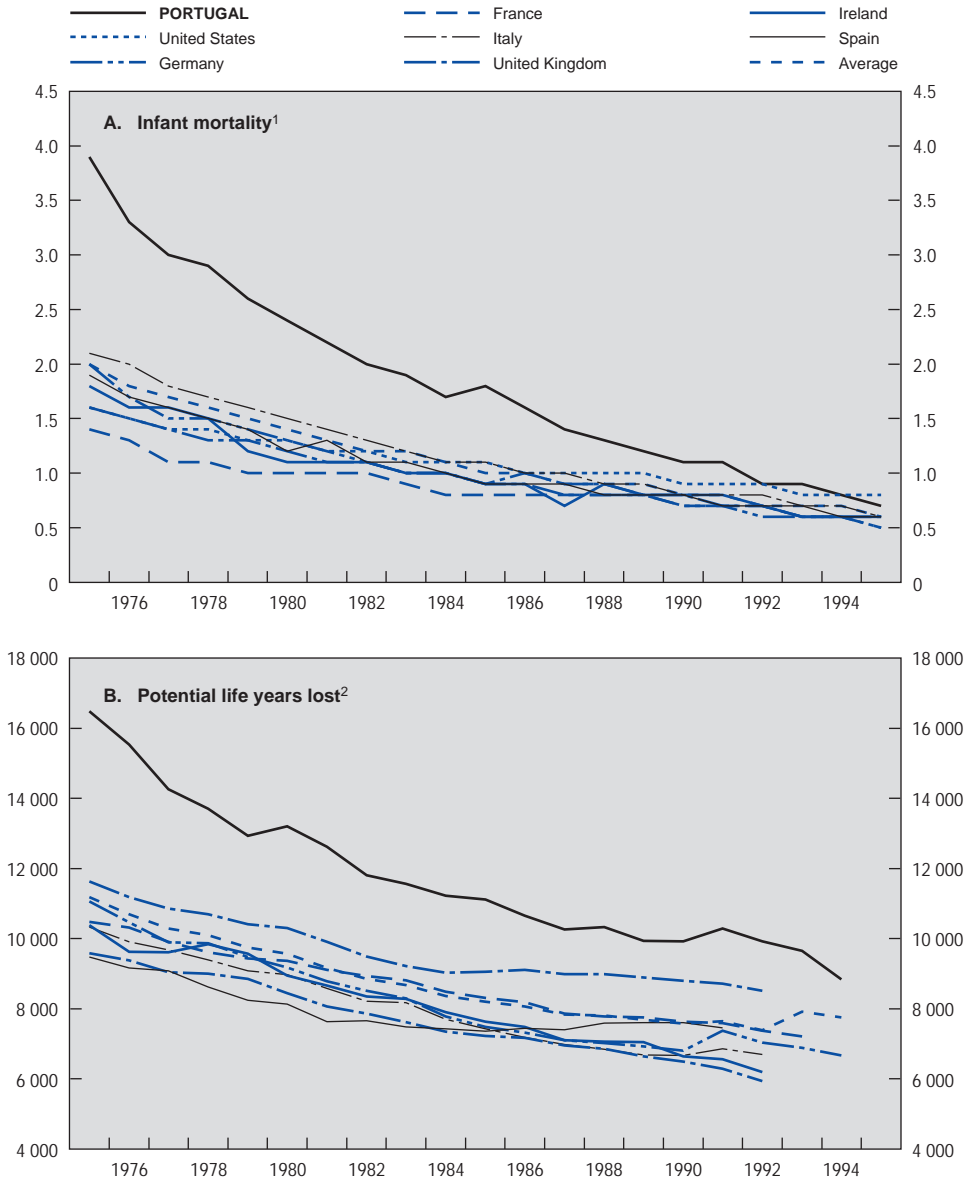 PORTUGAL France Ireland
United States Italy Spain
Germany United Kingdom Average
4.5 4.5
A. Infant mortality1
4.0 4.0
3.5 3.5
3.0 3.0
2.5 2.5
2.0 2.0
1.5 1.5
1.0 1.0
0.5 0.5
0 0
1976 1978 1980 1982 1984 1986 1988 1990 1992 1994
18 000 18 000
B. Potential life years lost2
16 000 16 000
14 000 14 000
12 000 12 000
10 000 10 000
8 000 8 000
6 000 6 000
4 000 4 000
1976 1978 1980 1982 1984 1986 1988 1990 1992 1994